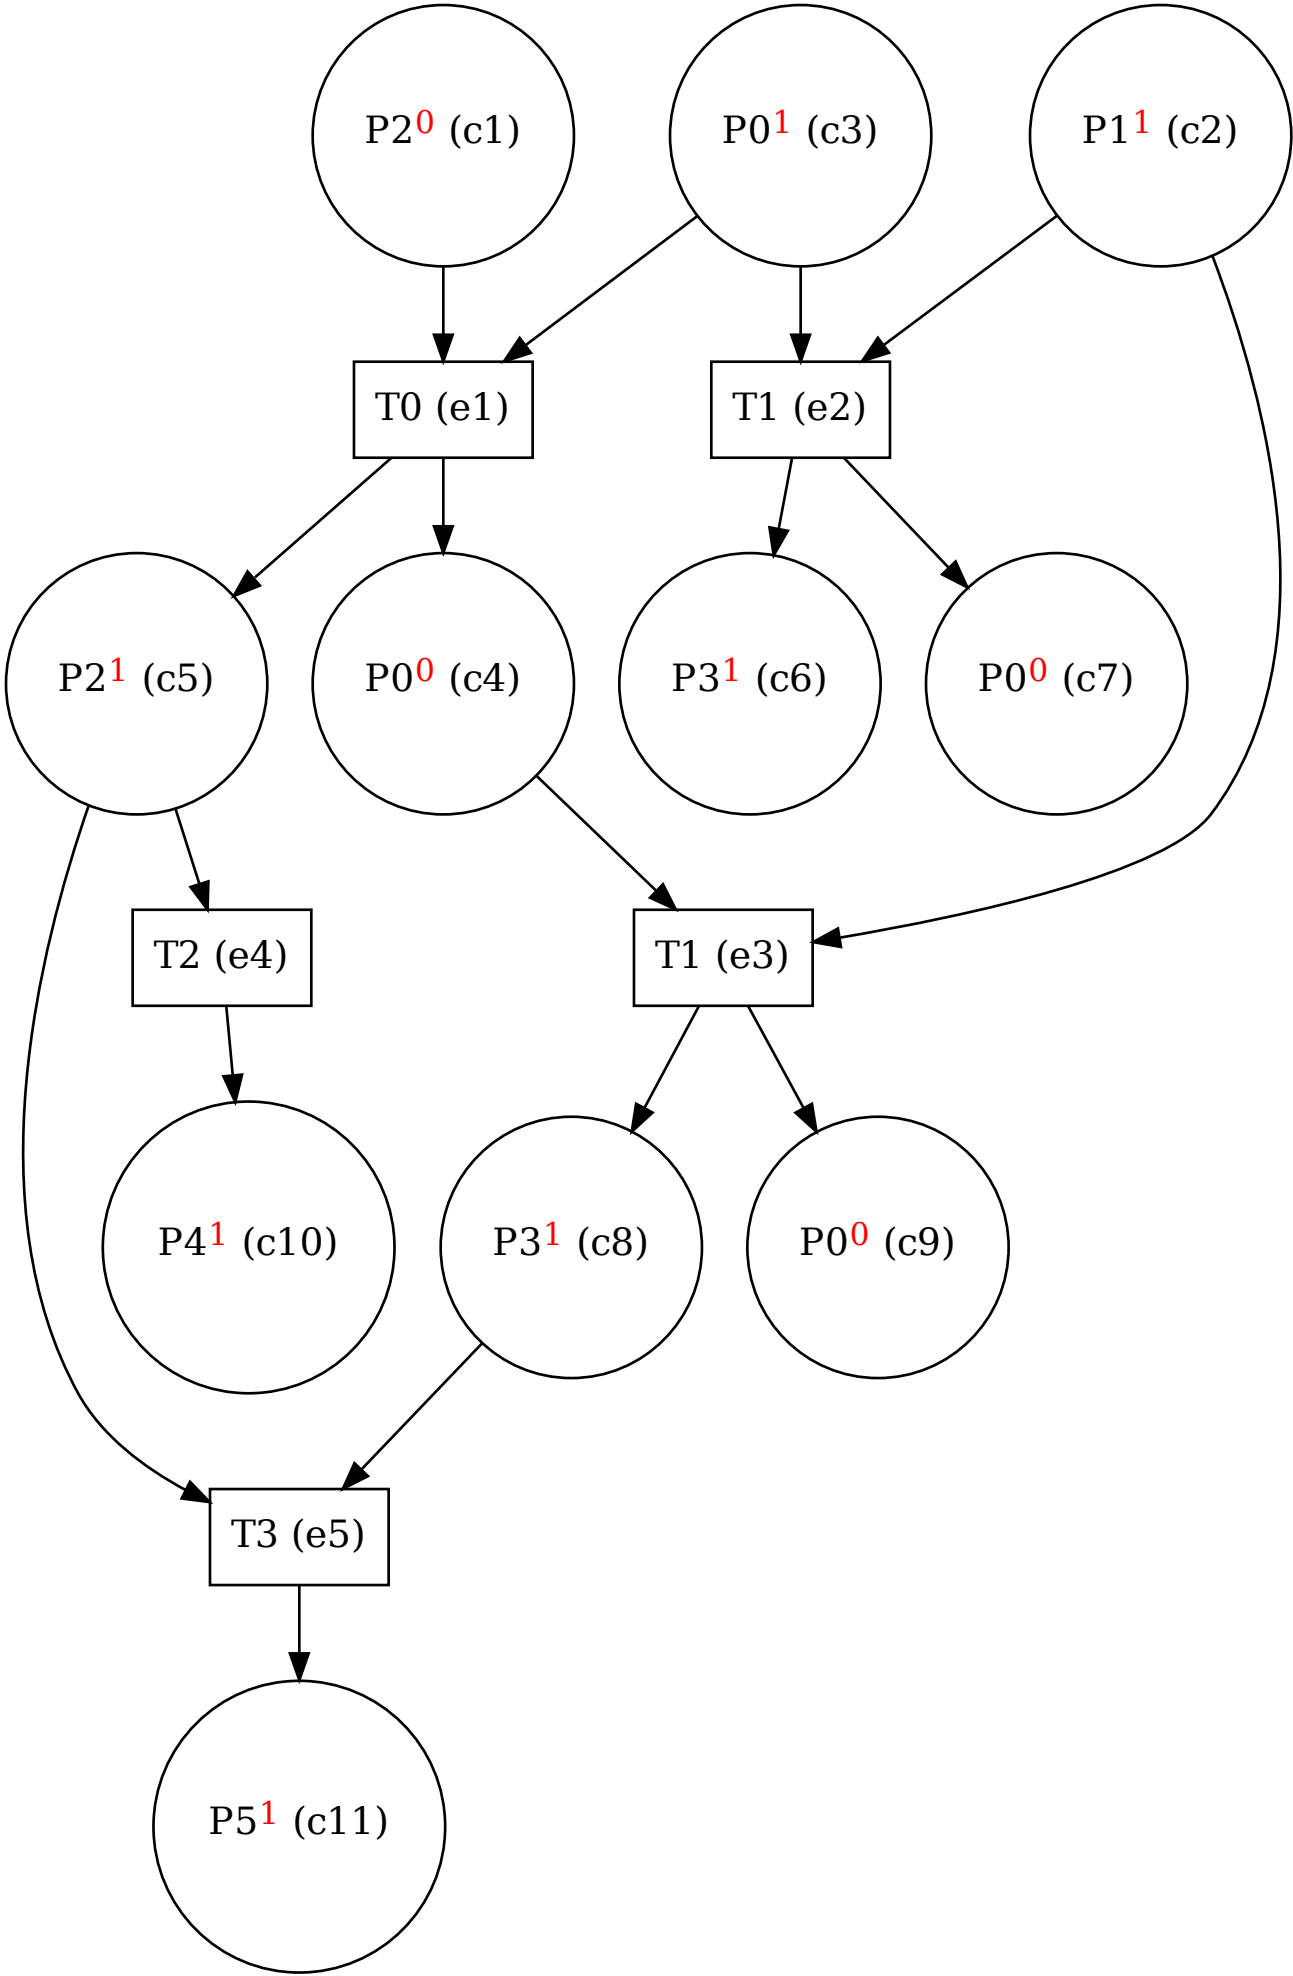 P2⁰ (c1)
P0¹ (c3)
P1¹ (c2)
T0 (e1)
T1 (e2)
P2¹ (c5)
P0⁰ (c4)
P3¹ (c6)
P0⁰ (c7)
T2 (e4)
T1 (e3)
P4¹ (c10)
P3¹ (c8)
P0⁰ (c9)
T3 (e5)
P5¹ (c11)